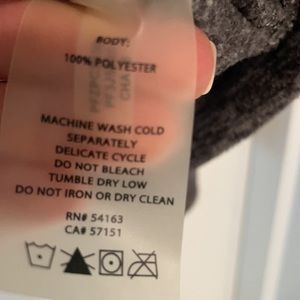 BODY:
100% POLYESTER
MACHINE WASH COLD
SEPARATELY
DELICATE CYCLE
DO NOT BLEACH
TUMBLE DRY LOW
DO NOT IRON OR DRY CLEAN
RN# 54163
CA# 57151